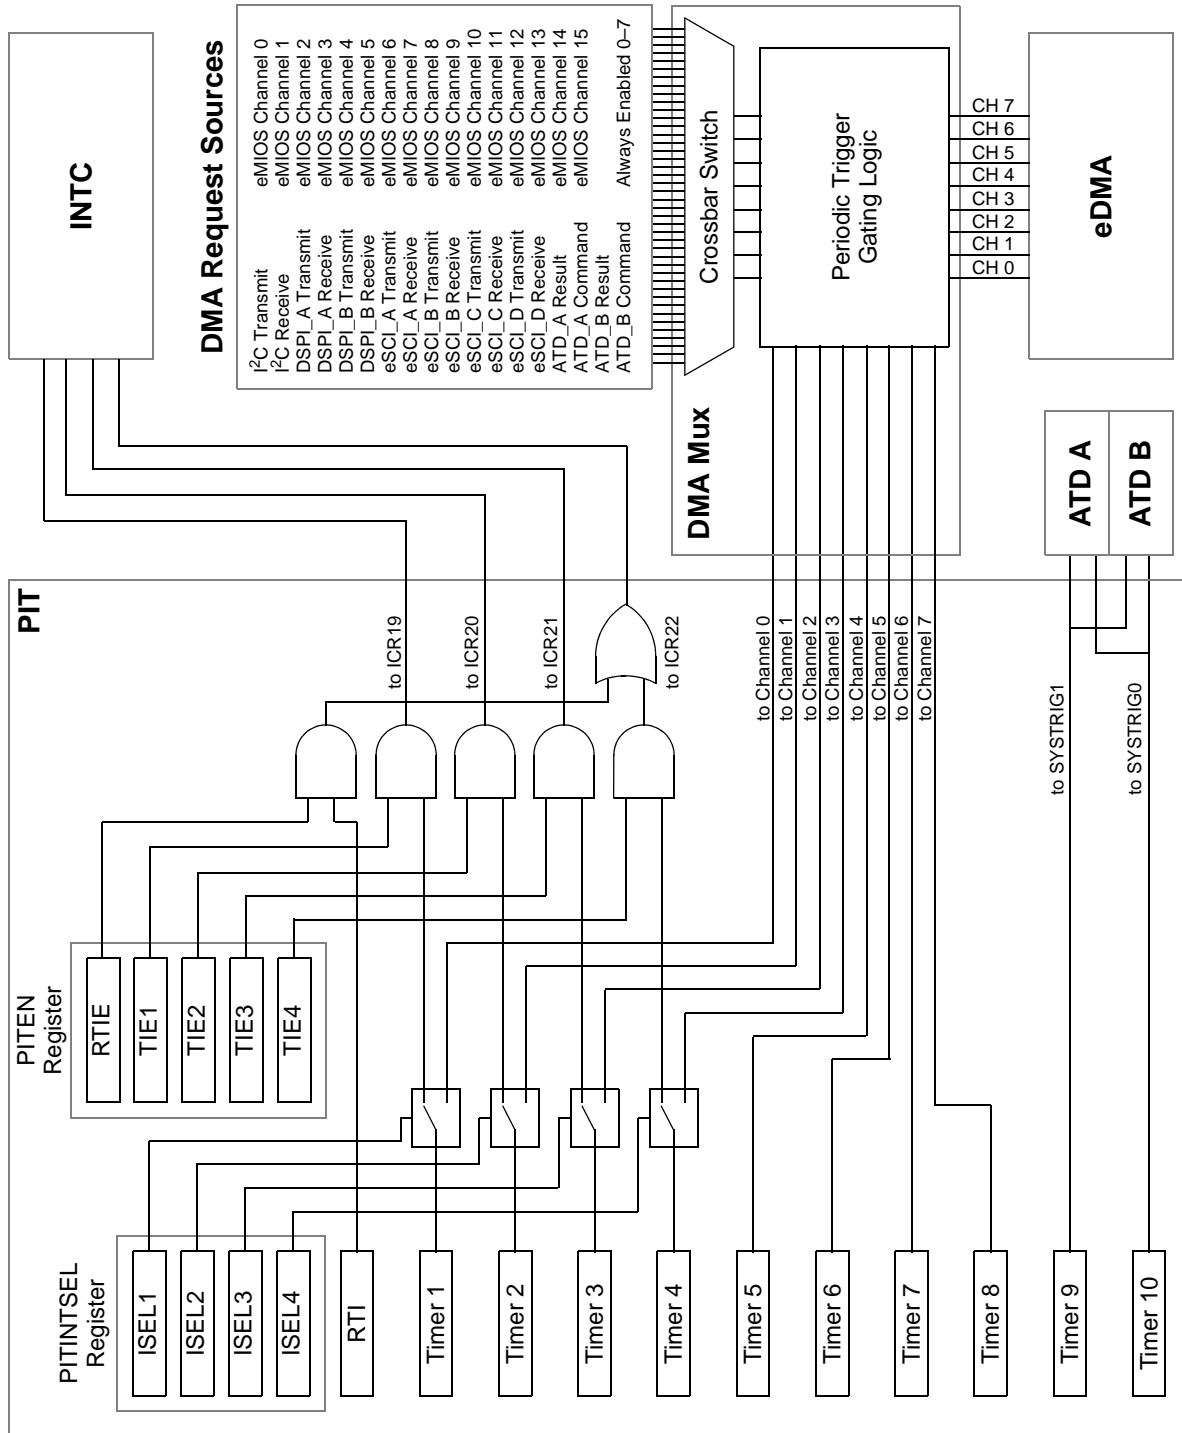 INTC
DMA Request Sources
I²C Transmit
I²C Receive
DSPI_A Transmit
DSPI_A Receive
DSPI_B Transmit
DSPI_B Receive
eSCI_A Transmit
eSCI_A Receive
eSCI_B Transmit
eSCI_B Receive
eSCI_C Transmit
eSCI_C Receive
eSCI_D Transmit
eSCI_D Receive
ATD_A Result
ATD_A Command
ATD_B Result
ATD_B Command
eMIOS Channel 0
eMIOS Channel 1
eMIOS Channel 2
eMIOS Channel 3
eMIOS Channel 4
eMIOS Channel 5
eMIOS Channel 6
eMIOS Channel 7
eMIOS Channel 8
eMIOS Channel 9
eMIOS Channel 10
eMIOS Channel 11
eMIOS Channel 12
eMIOS Channel 13
eMIOS Channel 14
eMIOS Channel 15
Always Enabled 0–7
DMA Mux
Crossbar Switch
Periodic Trigger
Gating Logic
CH 7
CH 6
CH 5
CH 4
CH 3
CH 2
CH 1
CH 0
eDMA
ATD A
ATD B
PIT
to ICR19
to ICR20
to ICR21
to ICR22
to Channel 0
to Channel 1
to Channel 2
to Channel 3
to Channel 4
to Channel 5
to Channel 6
to Channel 7
to SYSTRIG1
to SYSTRIG0
PITEN
Register
RTIE
TIE1
TIE2
TIE3
TIE4
PITINTSEL
Register
ISEL1
ISEL2
ISEL3
ISEL4
RTI
Timer 1
Timer 2
Timer 3
Timer 4
Timer 5
Timer 6
Timer 7
Timer 8
Timer 9
Timer 10